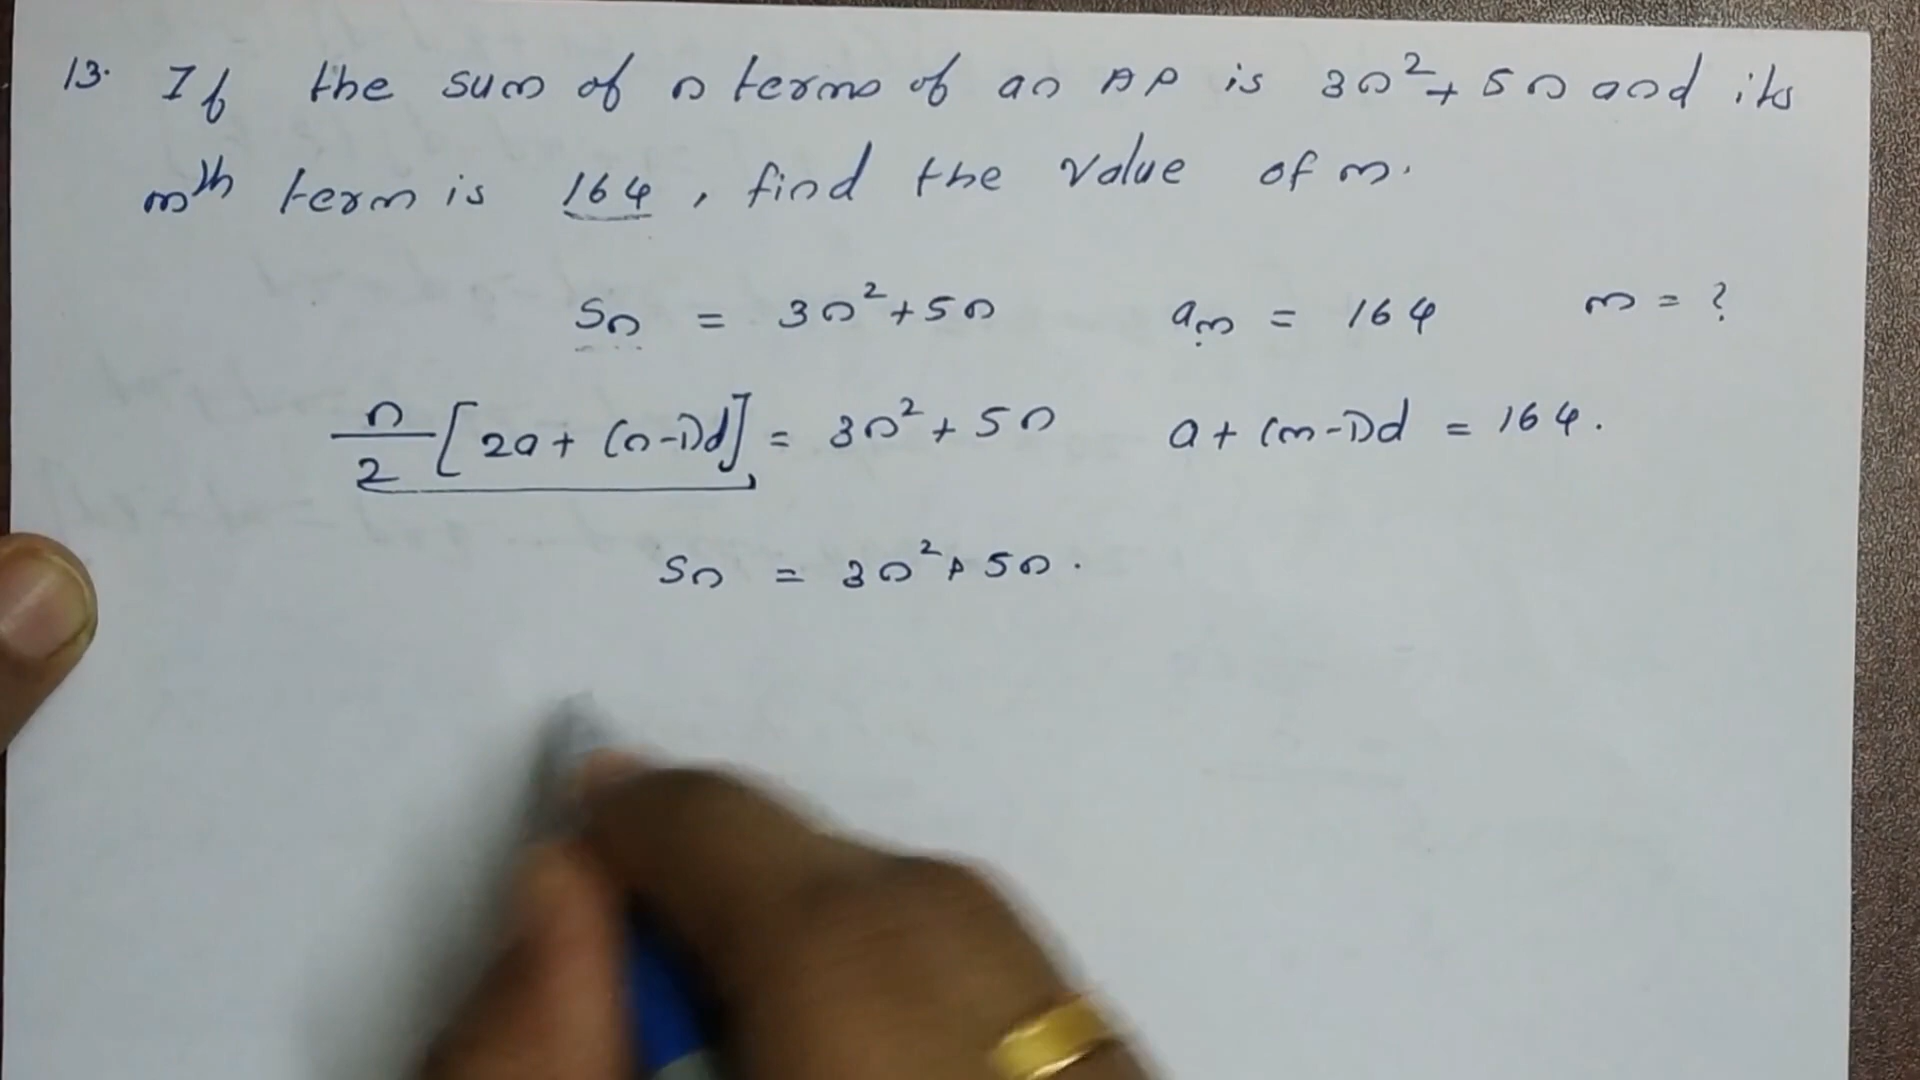 13. If the sum of n terms of an AP is 3n²+5n and its
mth term is 164, find the value of m.
Sn = 3n²+5n am = 164 m = ?
n/2 [2a+(n-1)d] = 3n²+5n a+(m-1)d = 164.
Sn = 3n²+5n.